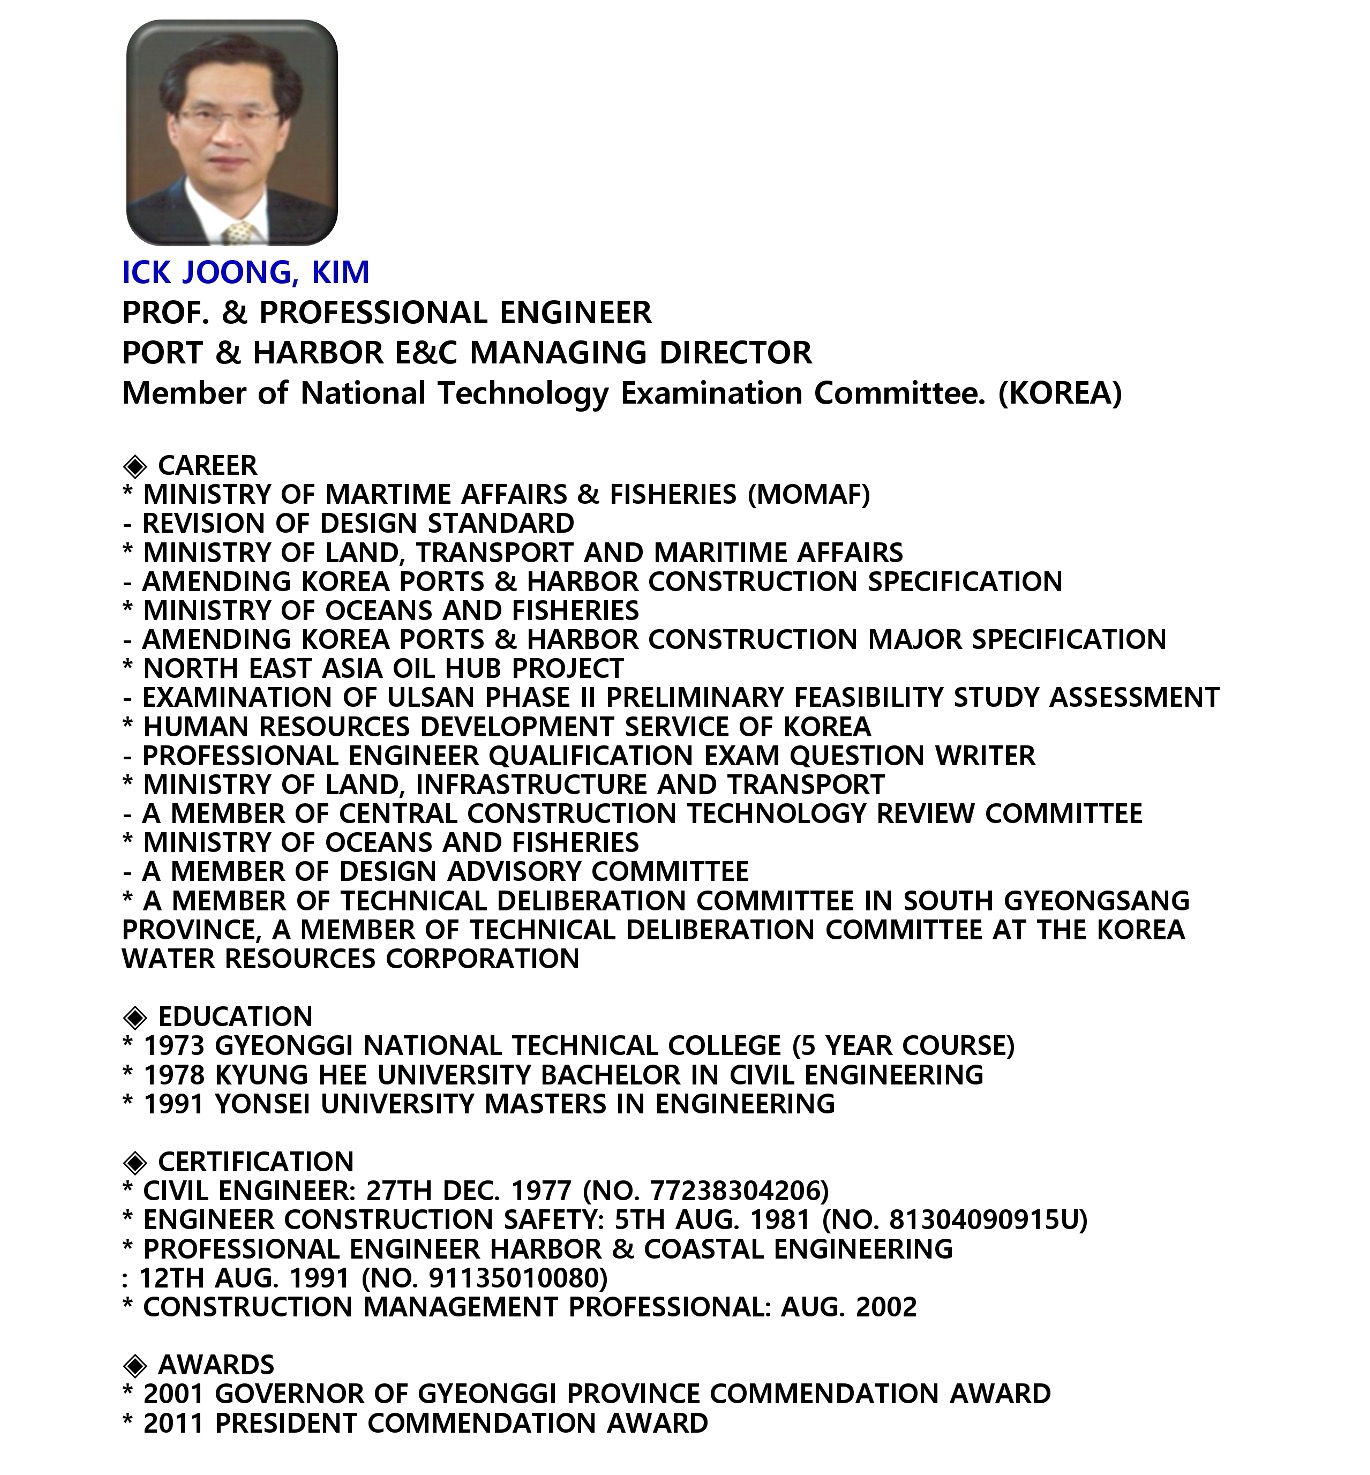 ICK JOONG, KIM
PROF. & PROFESSIONAL ENGINEER
PORT & HARBOR E&C MANAGING DIRECTOR
Member of National Technology Examination Committee. (KOREA)
◈ CAREER
* MINISTRY OF MARTIME AFFAIRS & FISHERIES (MOMAF)
- REVISION OF DESIGN STANDARD
* MINISTRY OF LAND, TRANSPORT AND MARITIME AFFAIRS
- AMENDING KOREA PORTS & HARBOR CONSTRUCTION SPECIFICATION
* MINISTRY OF OCEANS AND FISHERIES
- AMENDING KOREA PORTS & HARBOR CONSTRUCTION MAJOR SPECIFICATION
* NORTH EAST ASIA OIL HUB PROJECT
- EXAMINATION OF ULSAN PHASE II PRELIMINARY FEASIBILITY STUDY ASSESSMENT
* HUMAN RESOURCES DEVELOPMENT SERVICE OF KOREA
- PROFESSIONAL ENGINEER QUALIFICATION EXAM QUESTION WRITER
* MINISTRY OF LAND, INFRASTRUCTURE AND TRANSPORT
- A MEMBER OF CENTRAL CONSTRUCTION TECHNOLOGY REVIEW COMMITTEE
* MINISTRY OF OCEANS AND FISHERIES
- A MEMBER OF DESIGN ADVISORY COMMITTEE
* A MEMBER OF TECHNICAL DELIBERATION COMMITTEE IN SOUTH GYEONGSANG
PROVINCE, A MEMBER OF TECHNICAL DELIBERATION COMMITTEE AT THE KOREA
WATER RESOURCES CORPORATION
◈ EDUCATION
* 1973 GYEONGGI NATIONAL TECHNICAL COLLEGE (5 YEAR COURSE)
* 1978 KYUNG HEE UNIVERSITY BACHELOR IN CIVIL ENGINEERING
* 1991 YONSEI UNIVERSITY MASTERS IN ENGINEERING
◈ CERTIFICATION
* CIVIL ENGINEER: 27TH DEC. 1977 (NO. 77238304206)
* ENGINEER CONSTRUCTION SAFETY: 5TH AUG. 1981 (NO. 81304090915U)
* PROFESSIONAL ENGINEER HARBOR & COASTAL ENGINEERING
: 12TH AUG. 1991 (NO. 91135010080)
* CONSTRUCTION MANAGEMENT PROFESSIONAL: AUG. 2002
◈ AWARDS
* 2001 GOVERNOR OF GYEONGGI PROVINCE COMMENDATION AWARD
* 2011 PRESIDENT COMMENDATION AWARD